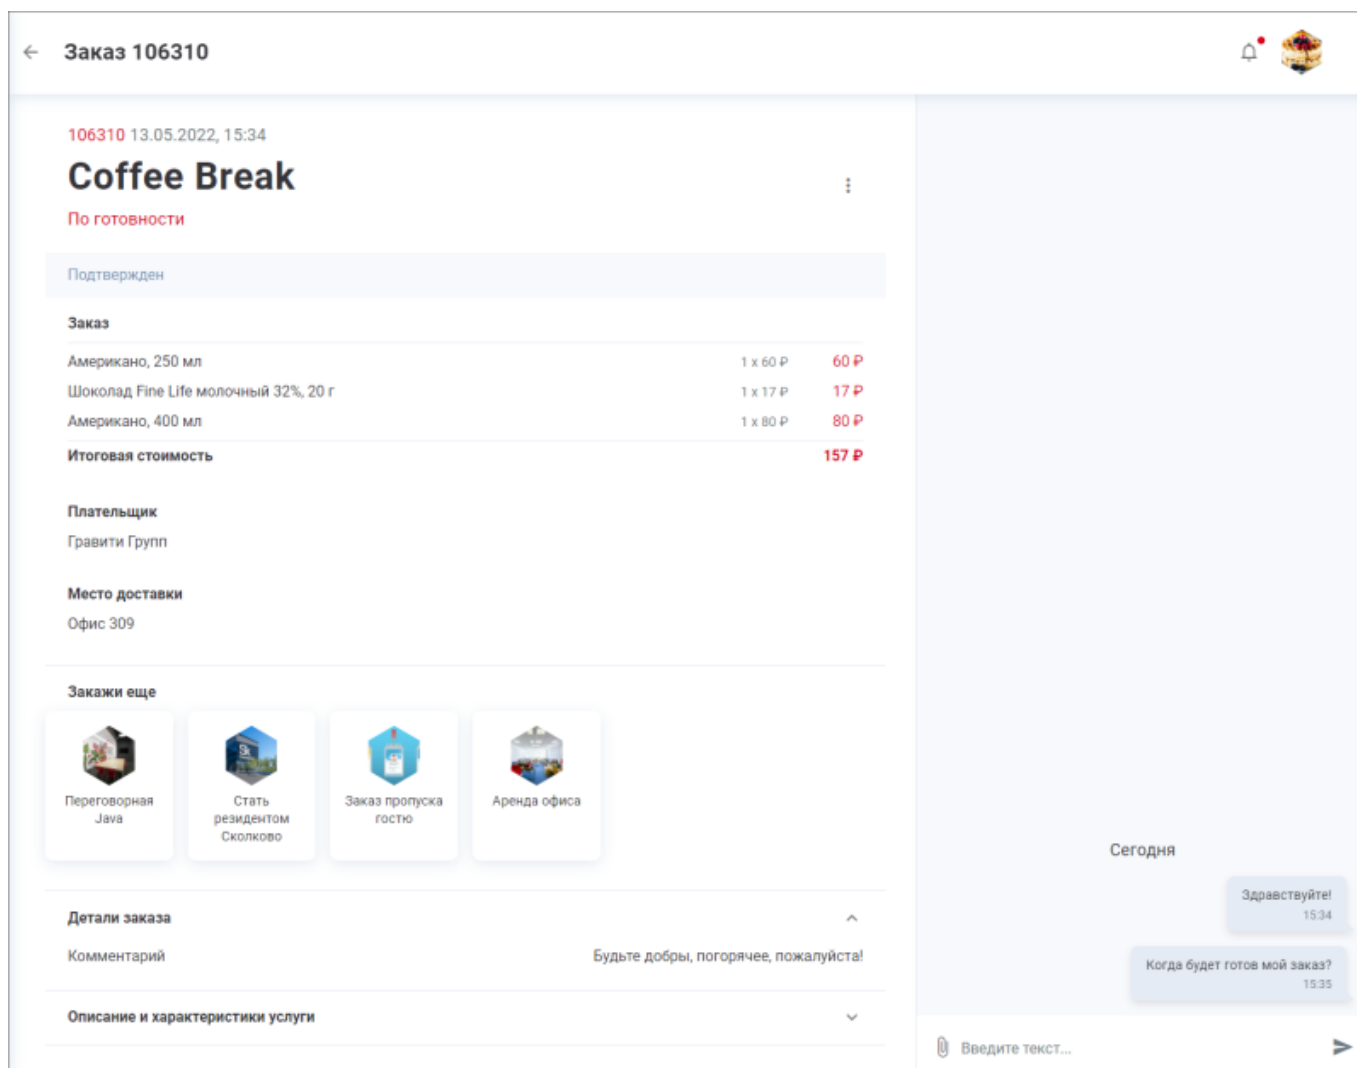 Заказ 106310
106310 13.05.2022, 15:34
Coffee Break
По готовности
Подтвержден
Заказ
Американо, 250 мл 1 x 60 ₽ 60 ₽
Шоколад Fine Life молочный 32%, 20 г 1 x 17 ₽ 17 ₽
Американо, 400 мл 1 x 80 ₽ 80 ₽
Итоговая стоимость 157 ₽
Плательщик
Гравити Групп
Место доставки
Офис 309
Закажи еще
Переговорная
Java
Sk
Стать
резидентом
Сколково
Заказ пропуска
гостю
Аренда офиса
Детали заказа
Комментарий Будьте добры, погорячее, пожалуйста!
Описание и характеристики услуги
Сегодня
Здравствуйте!
15:34
Когда будет готов мой заказ?
15:35
Введите текст...